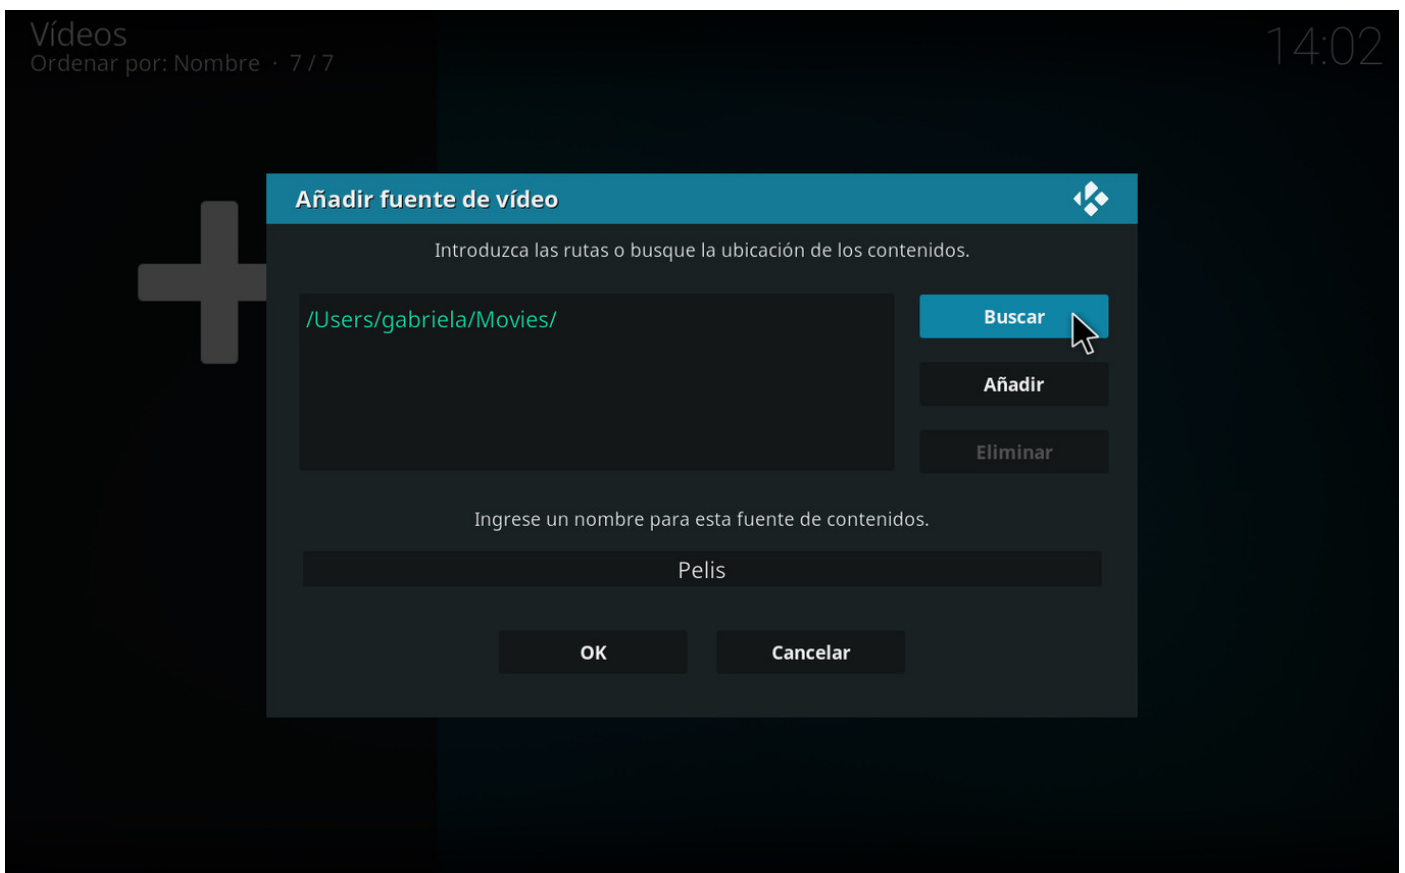 Vídeos
Ordenar por: Nombre · 7 / 7
14:02
Añadir fuente de vídeo
Introduzca las rutas o busque la ubicación de los contenidos.
/Users/gabriela/Movies/
Buscar
Añadir
Eliminar
Ingrese un nombre para esta fuente de contenidos.
Pelis
OK
Cancelar